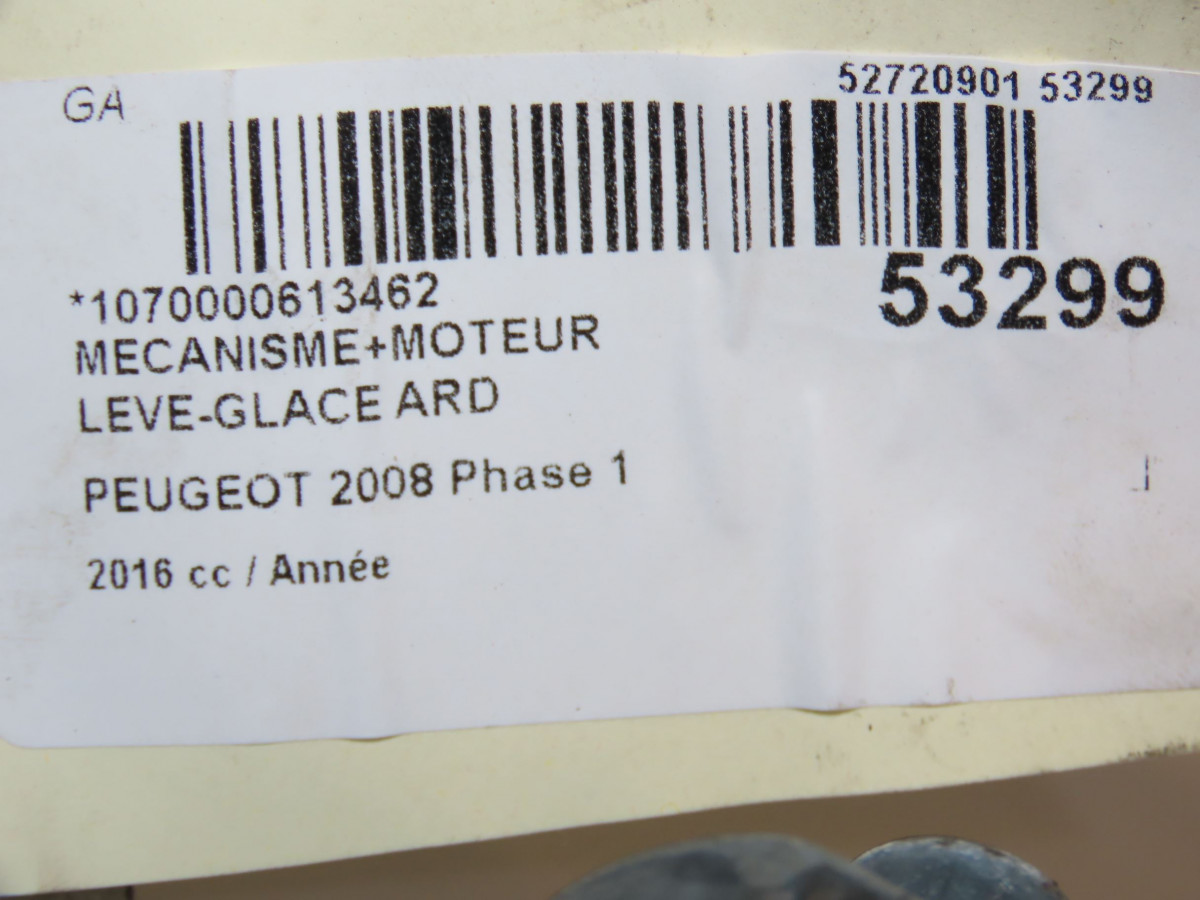 GA
52720901 53299
*1070000613462
53299
MECANISME+MOTEUR
LEVE-GLACE ARD
PEUGEOT 2008 Phase 1
2016 cc / Année